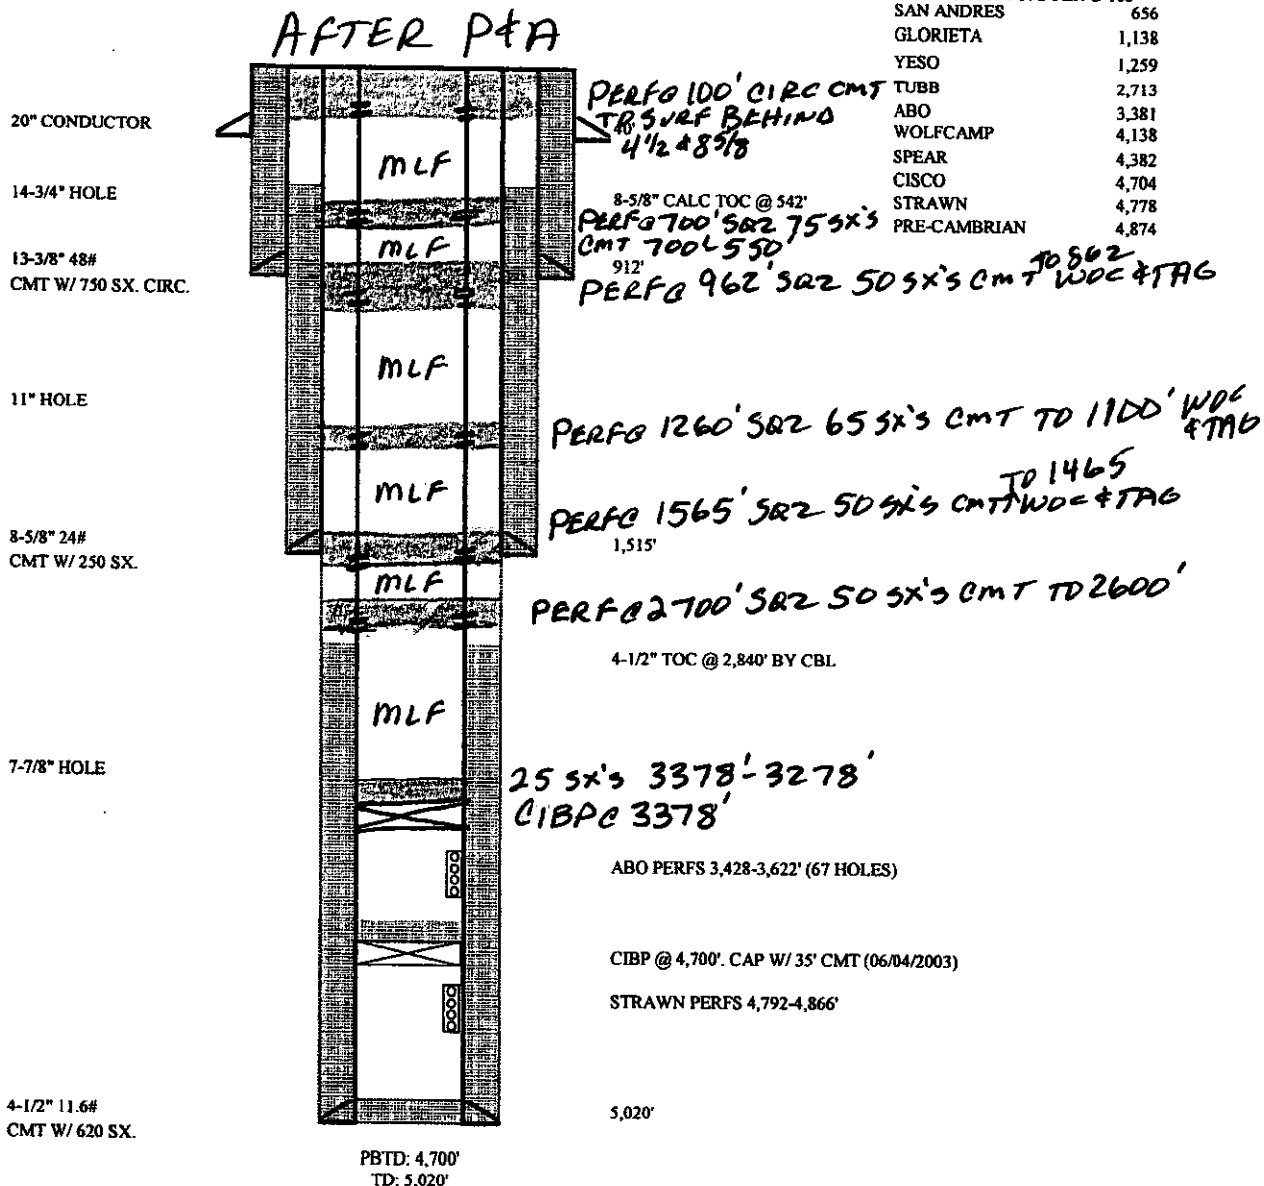 AFTER P&A
SAN ANDRES 656
GLORIETA 1,138
YESO 1,259
TUBB 2,713
ABO 3,381
WOLFCAMP 4,138
SPEAR 4,382
CISCO 4,704
STRAWN 4,778
PRE-CAMBRIAN 4,874
PERF@ 100' CIRC CMT
TO SURF BEHIND
4 1/2 & 8 5/8
20" CONDUCTOR
40'
MLF
14-3/4" HOLE
8-5/8" CALC TOC @ 542'
PERF@ 700' SQZ 75 SX'S
CMT 700' 550'
MLF
13-3/8" 48#
CMT W/ 750 SX. CIRC.
912'
PERF@ 962' SQZ 50 SX'S CMT TO 862 WOC & TAG
MLF
11" HOLE
PERF@ 1260' SQZ 65 SX'S CMT TO 1100' WOC & TAG
MLF
PERF@ 1565' SQZ 50 SX'S CMT TO 1465 WOC & TAG
8-5/8" 24#
CMT W/ 250 SX.
1,515'
MLF
PERF@ 2700' SQZ 50 SX'S CMT TO 2600'
4-1/2" TOC @ 2,840' BY CBL
MLF
7-7/8" HOLE
25 SX'S 3378'-3278'
CIBP@ 3378'
ABO PERFS 3,428-3,622' (67 HOLES)
CIBP @ 4,700'. CAP W/ 35' CMT (06/04/2003)
STRAWN PERFS 4,792-4,866'
4-1/2" 11.6#
CMT W/ 620 SX.
5,020'
PBTD: 4,700'
TD: 5,020'